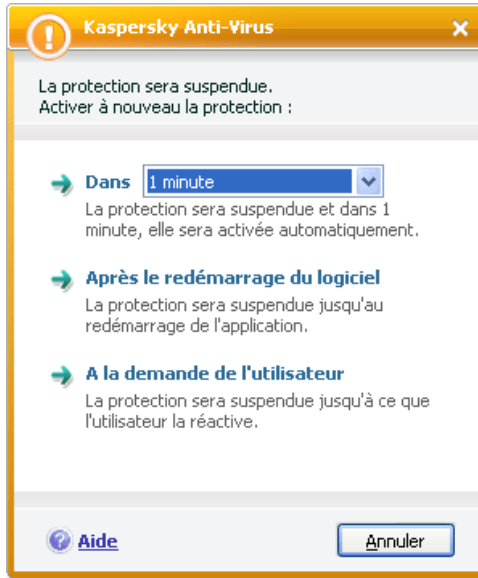 Kaspersky Anti-Virus
La protection sera suspendue.
Activer à nouveau la protection :
Dans 1 minute
La protection sera suspendue et dans 1
minute, elle sera activée automatiquement.
Après le redémarrage du logiciel
La protection sera suspendue jusqu'au
redémarrage de l'application.
A la demande de l'utilisateur
La protection sera suspendue jusqu'à ce que
l'utilisateur la réactive.
Aide
Annuler